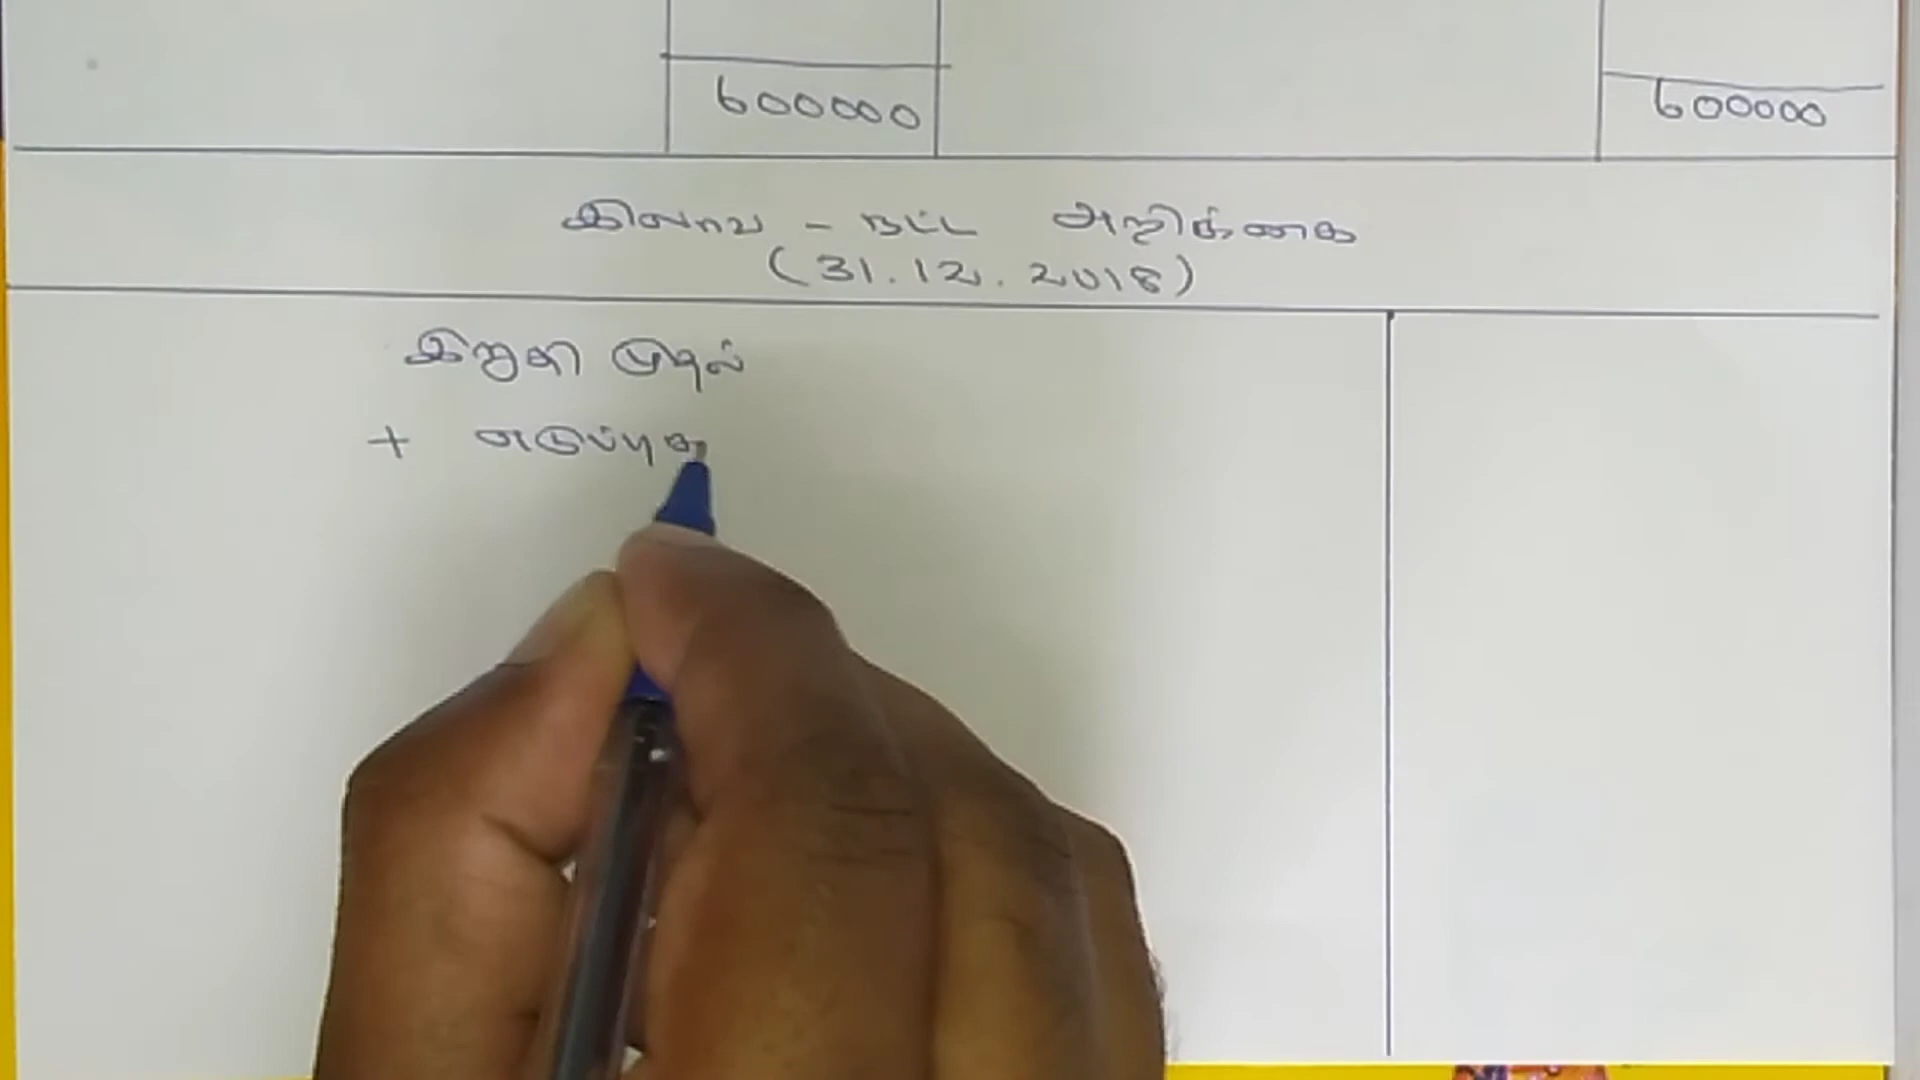 600000 600000
இலாப - நட்ட அறிக்கை
(31.12.2018)
இறுதி முதல்
+ எடுப்பு